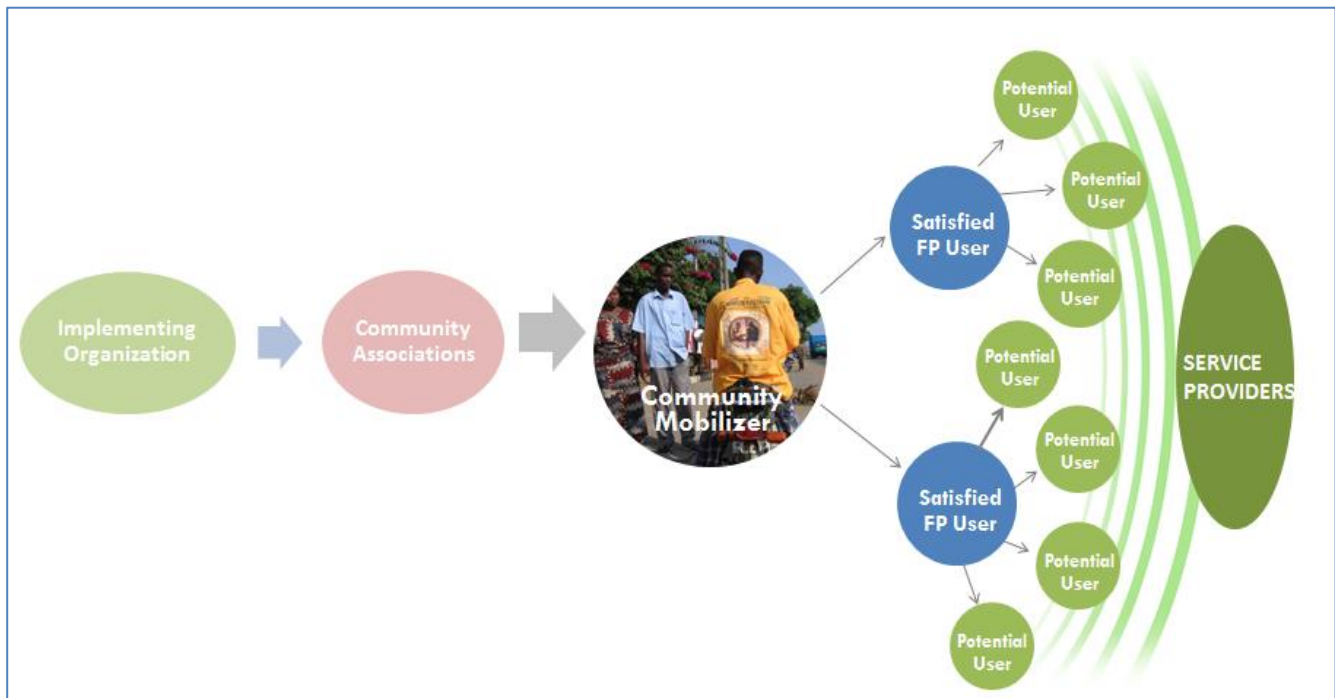 Implementing
Organization
Community
Associations
Community
Mobilizer
Satisfied
FP User
Satisfied
FP User
Potential
User
Potential
User
Potential
User
Potential
User
Potential
User
Potential
User
Potential
User
SERVICE
PROVIDERS